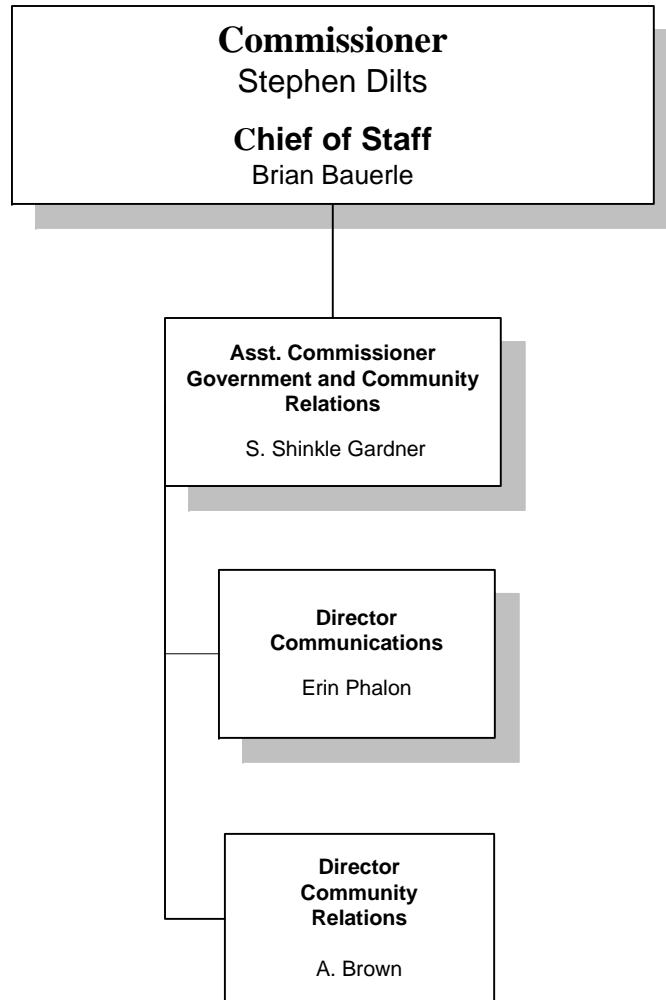 Commissioner
Stephen Dilts
Chief of Staff
Brian Bauerle
Asst. Commissioner
Government and Community
Relations
S. Shinkle Gardner
Director
Communications
Erin Phalon
Director
Community
Relations
A. Brown